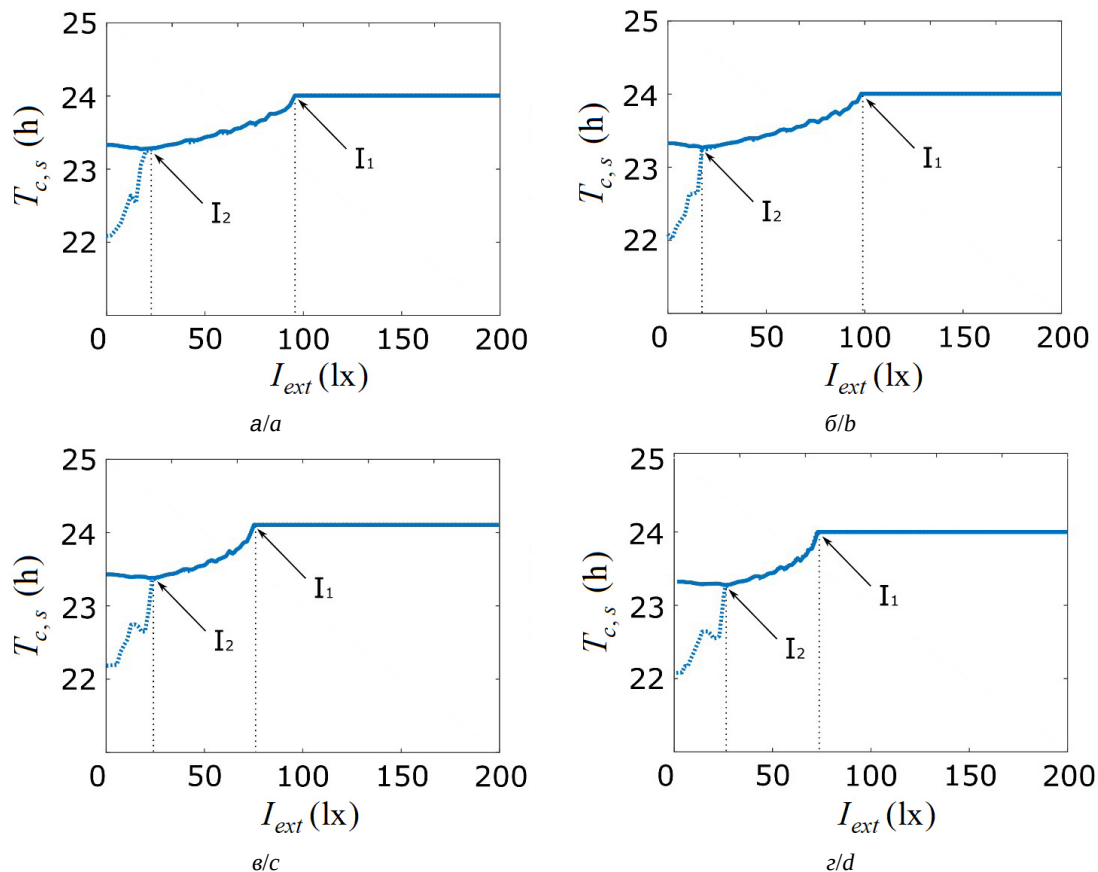 25
24
23
22
T_{c, s} (h)
I₁
I₂
0 50 100 150 200
I_{ext} (lx)
а/a
25
24
23
22
T_{c, s} (h)
I₁
I₂
0 50 100 150 200
I_{ext} (lx)
б/b
25
24
23
22
T_{c, s} (h)
I₁
I₂
0 50 100 150 200
I_{ext} (lx)
в/c
25
24
23
22
T_{c, s} (h)
I₁
I₂
0 50 100 150 200
I_{ext} (lx)
г/d